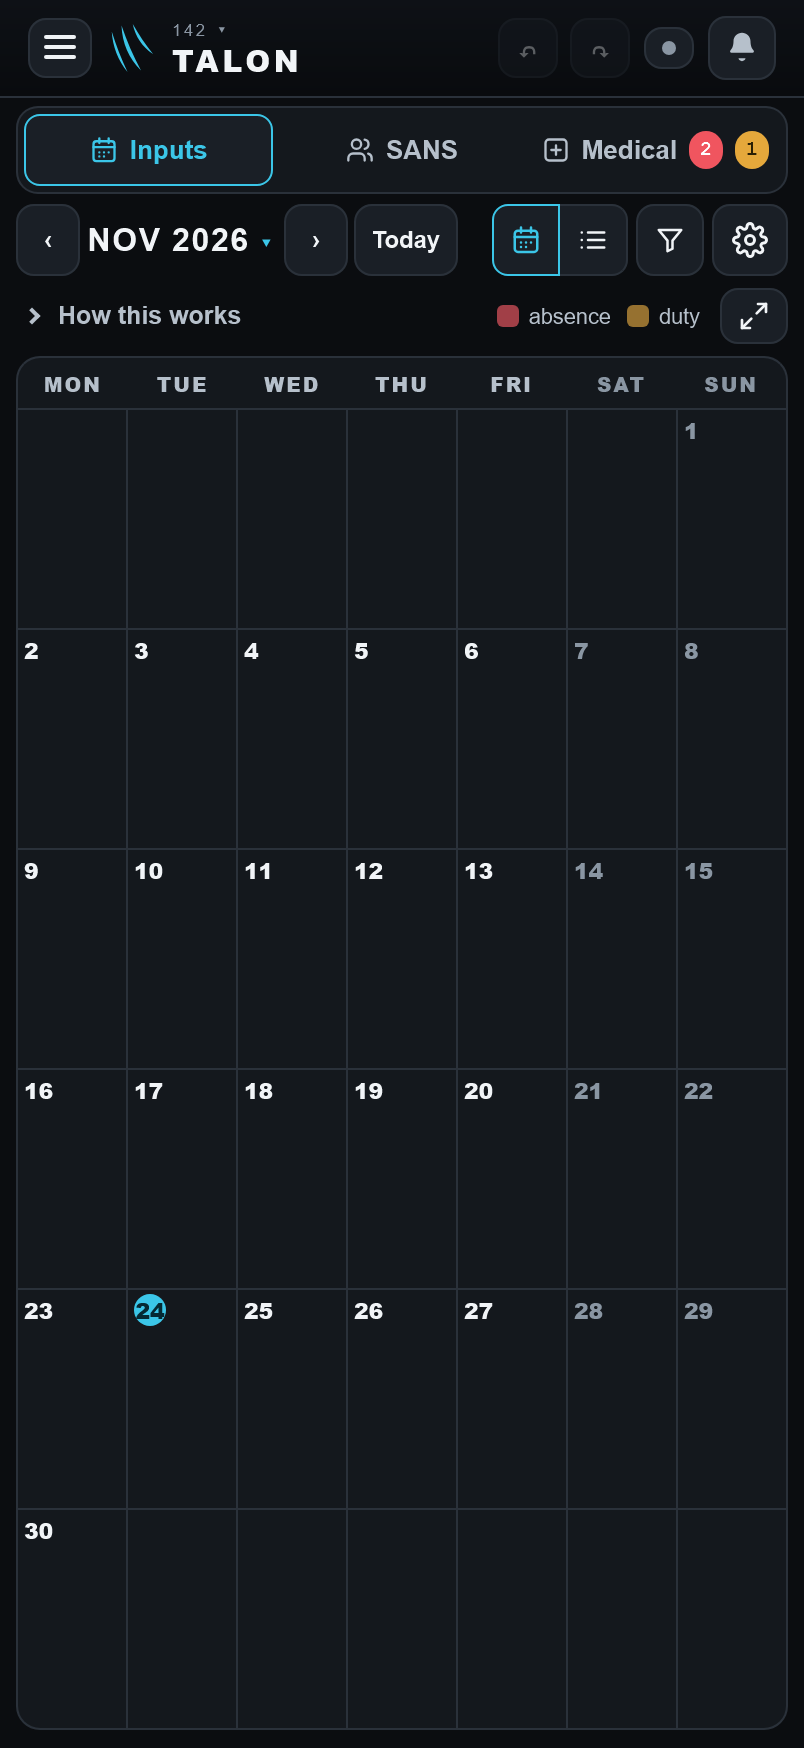 142 ▾
TALON
Inputs SANS Medical 2 1
‹ NOV 2026 ▾ › Today
How this works absence duty
MON TUE WED THU FRI SAT SUN
1
2 3 4 5 6 7 8
9 10 11 12 13 14 15
16 17 18 19 20 21 22
23 24 25 26 27 28 29
30